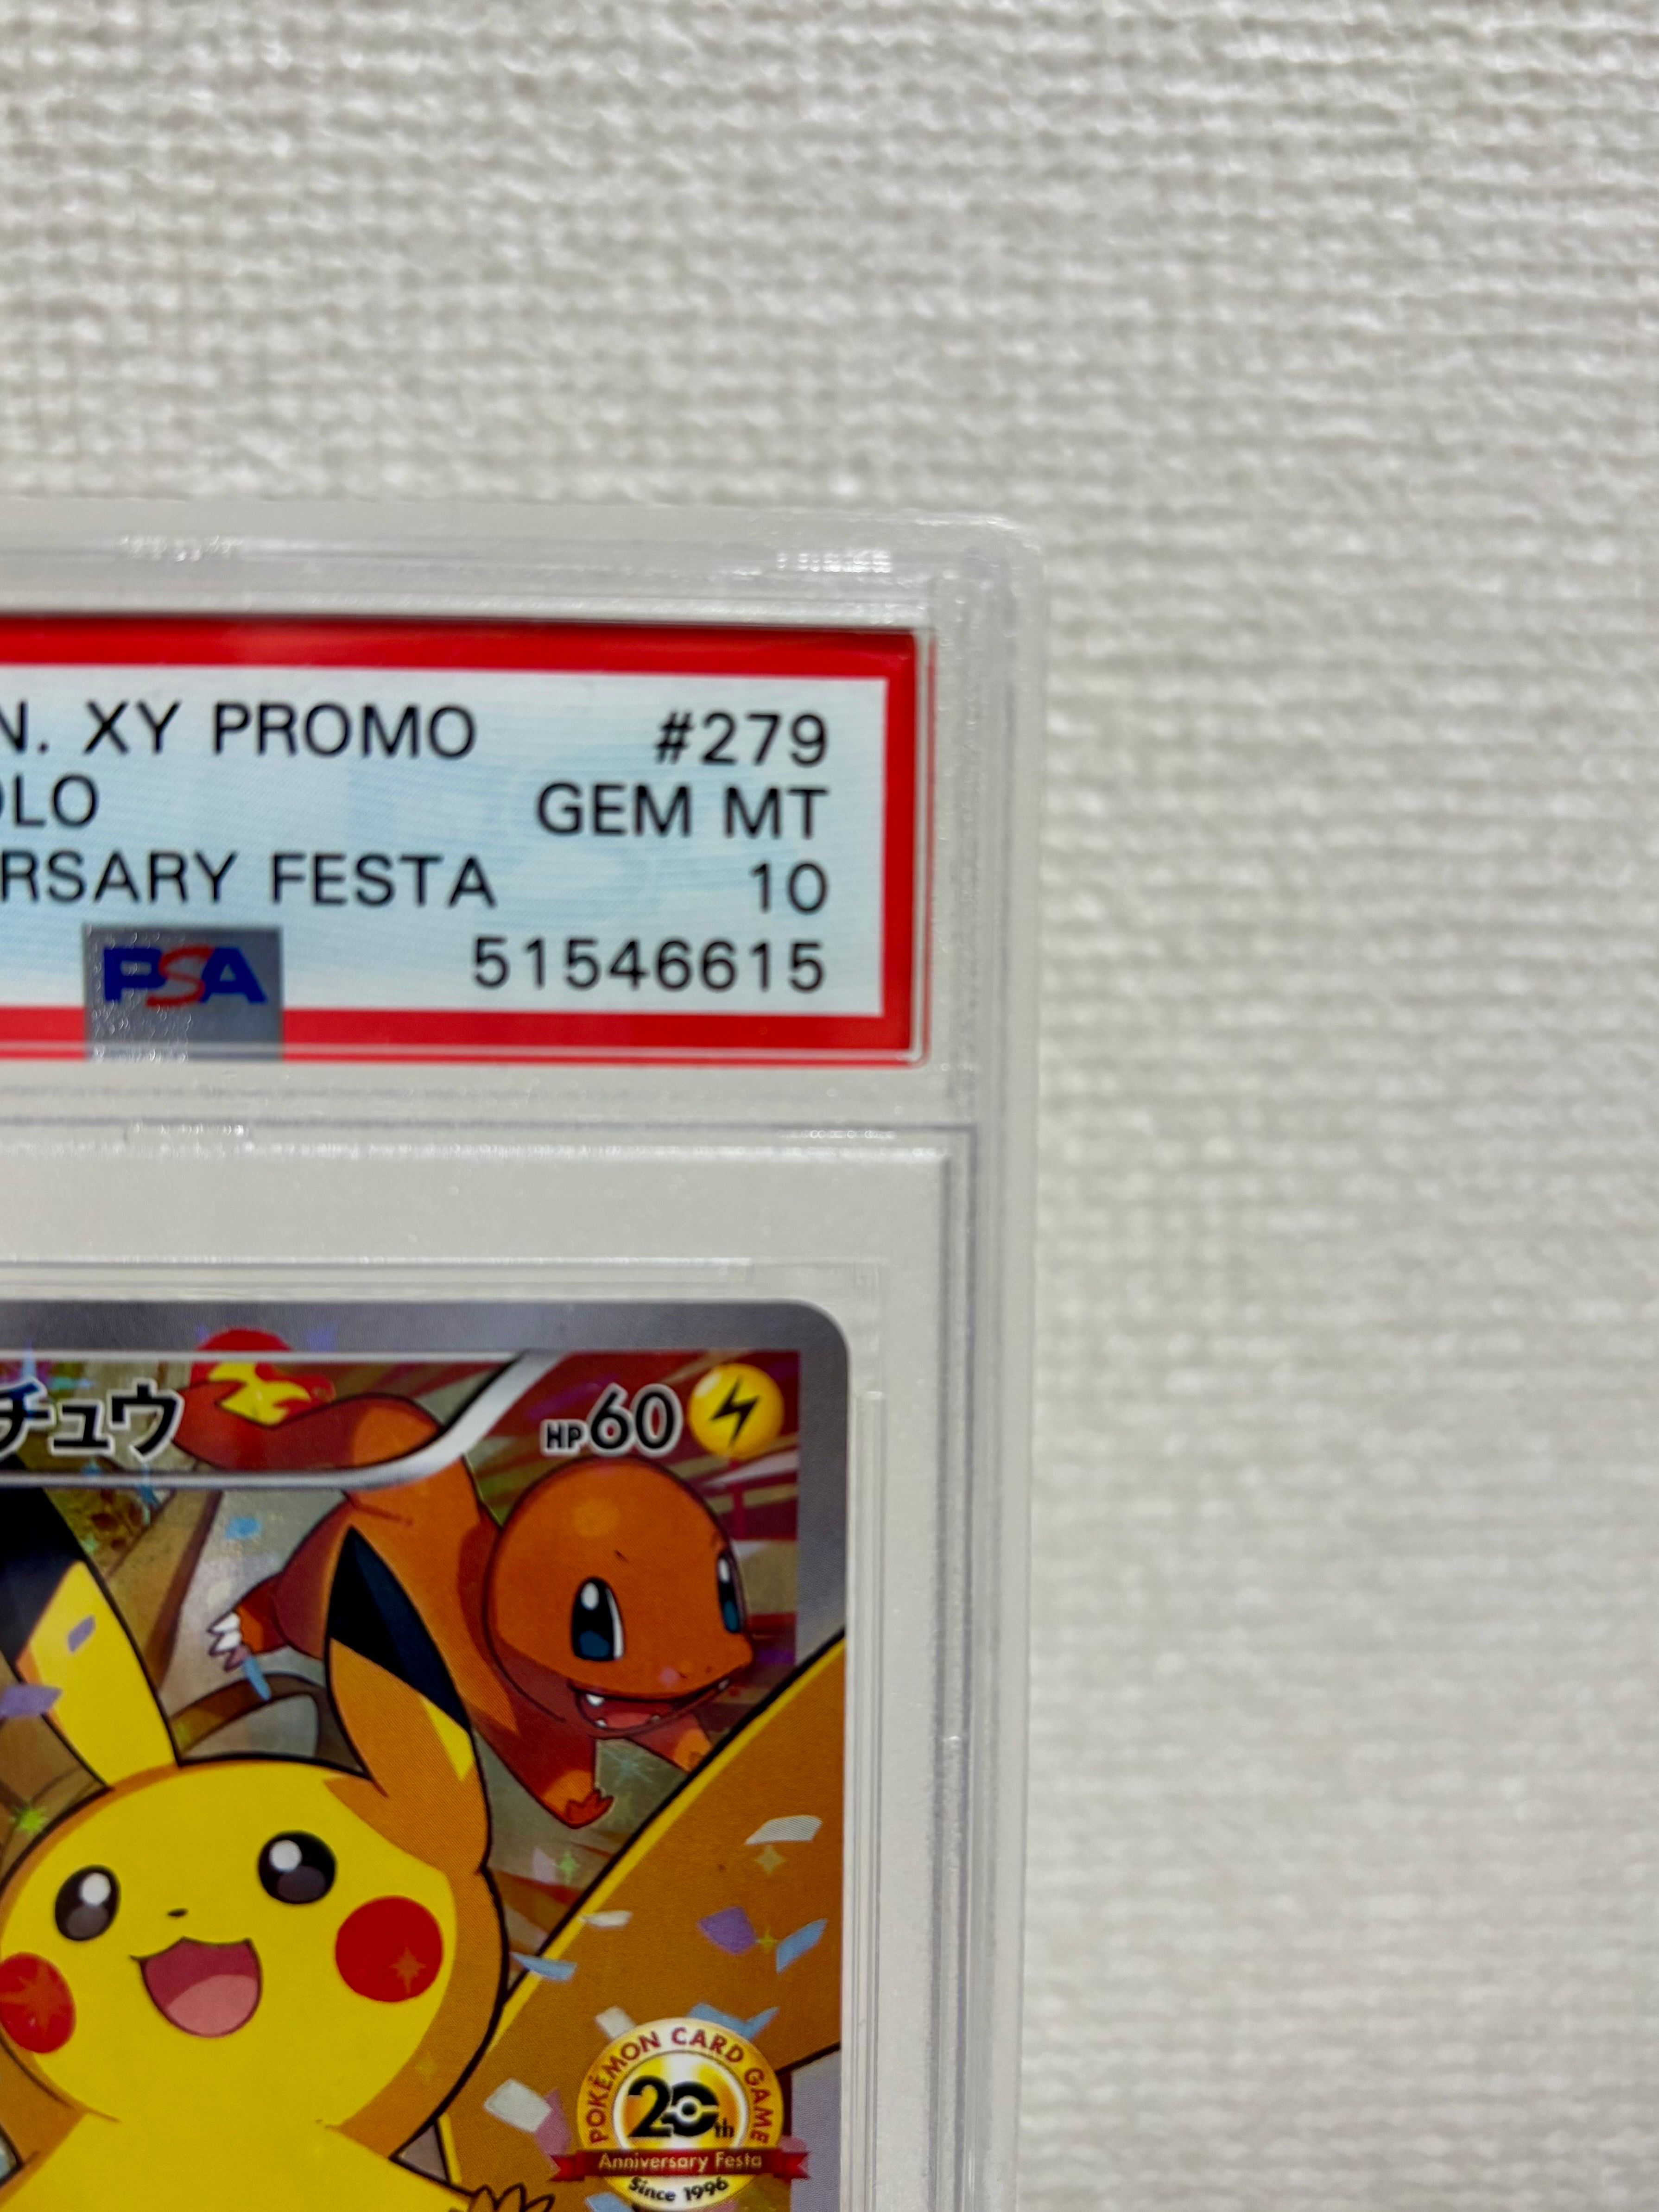 N. XY PROMO #279
OLO GEM MT
RSARY FESTA 10
PSA 51546615
チュウ HP60
POKÉMON CARD GAME
20th
Anniversary Festa
Since 1996